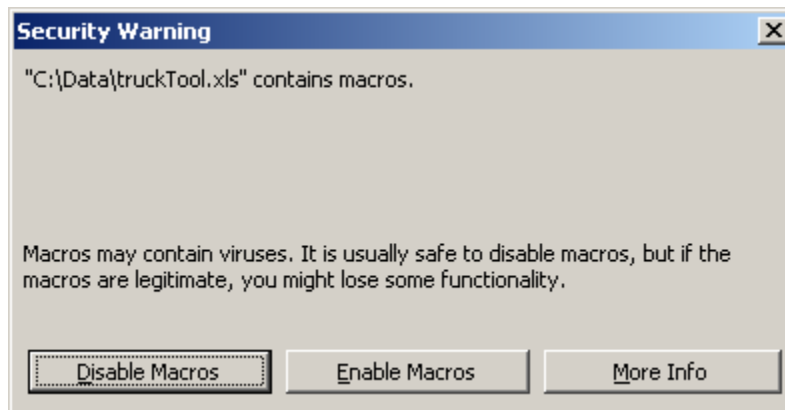 Security Warning
"C:\Data\truckTool.xls" contains macros.
Macros may contain viruses. It is usually safe to disable macros, but if the
macros are legitimate, you might lose some functionality.
Disable Macros Enable Macros More Info